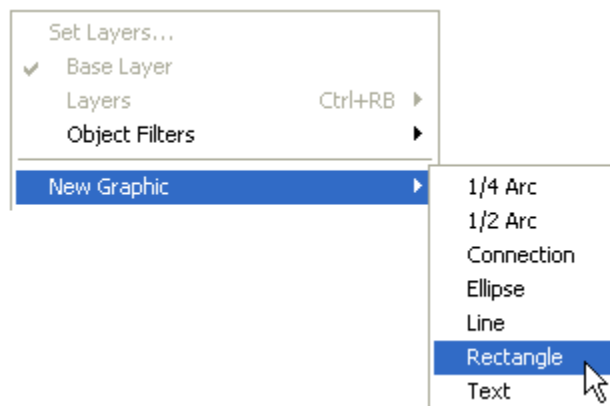 Set Layers...
Base Layer
Layers Ctrl+RB
Object Filters
New Graphic
1/4 Arc
1/2 Arc
Connection
Ellipse
Line
Rectangle
Text